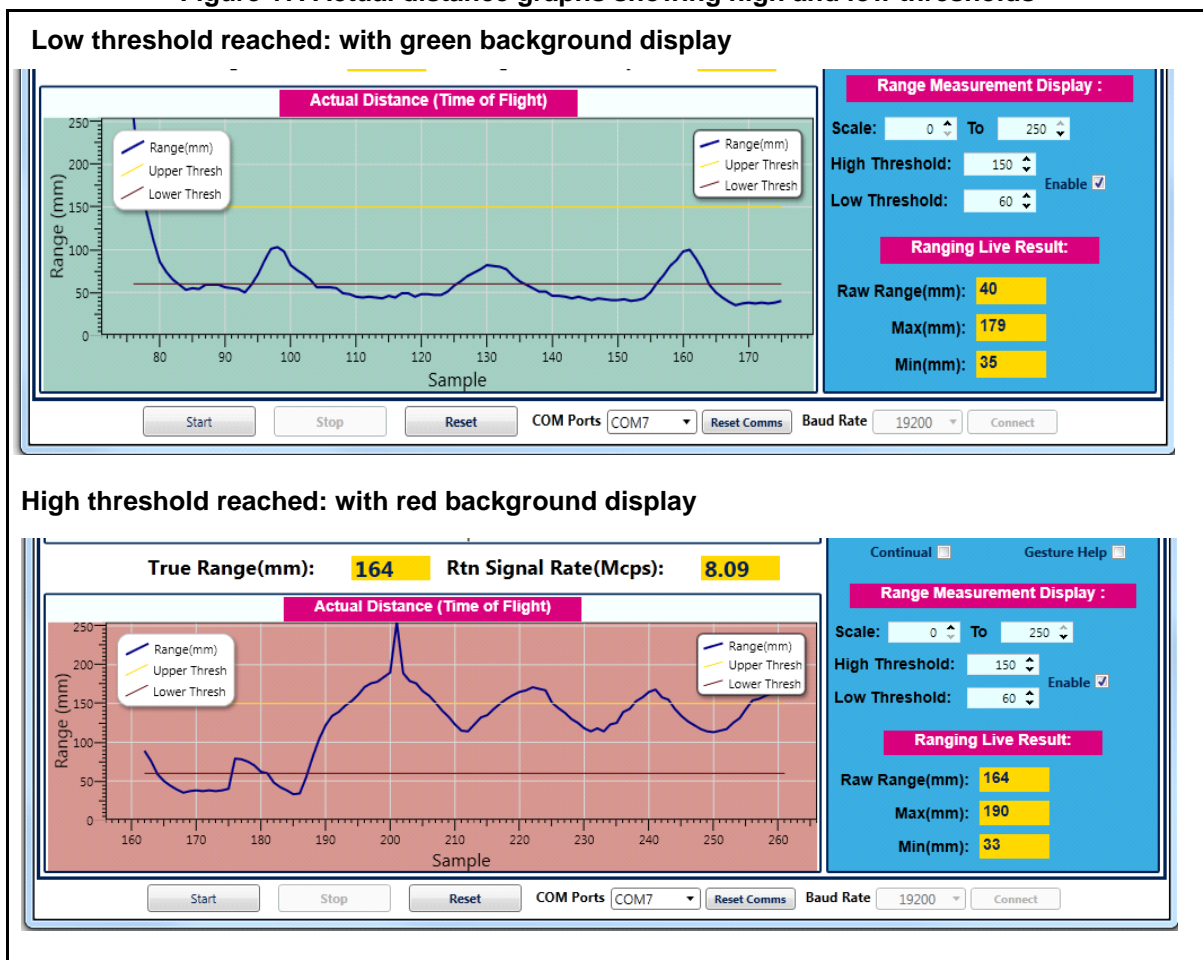 Low threshold reached: with green background display
Actual Distance (Time of Flight)
Range (mm)
250
200
150
100
50
0
Range(mm)
Upper Thresh
Lower Thresh
Range(mm)
Upper Thresh
Lower Thresh
80 90 100 110 120 130 140 150 160 170
Sample
Range Measurement Display :
Scale: 0 To 250
High Threshold: 150
Enable
Low Threshold: 60
Ranging Live Result:
Raw Range(mm): 40
Max(mm): 179
Min(mm): 35
Start Stop Reset COM Ports COM7 Reset Comms Baud Rate 19200 Connect
High threshold reached: with red background display
True Range(mm): 164 Rtn Signal Rate(Mcps): 8.09
Actual Distance (Time of Flight)
Range (mm)
250
200
150
100
50
0
Range(mm)
Upper Thresh
Lower Thresh
Range(mm)
Upper Thresh
Lower Thresh
160 170 180 190 200 210 220 230 240 250 260
Sample
Continual Gesture Help
Range Measurement Display :
Scale: 0 To 250
High Threshold: 150
Enable
Low Threshold: 60
Ranging Live Result:
Raw Range(mm): 164
Max(mm): 190
Min(mm): 33
Start Stop Reset COM Ports COM7 Reset Comms Baud Rate 19200 Connect